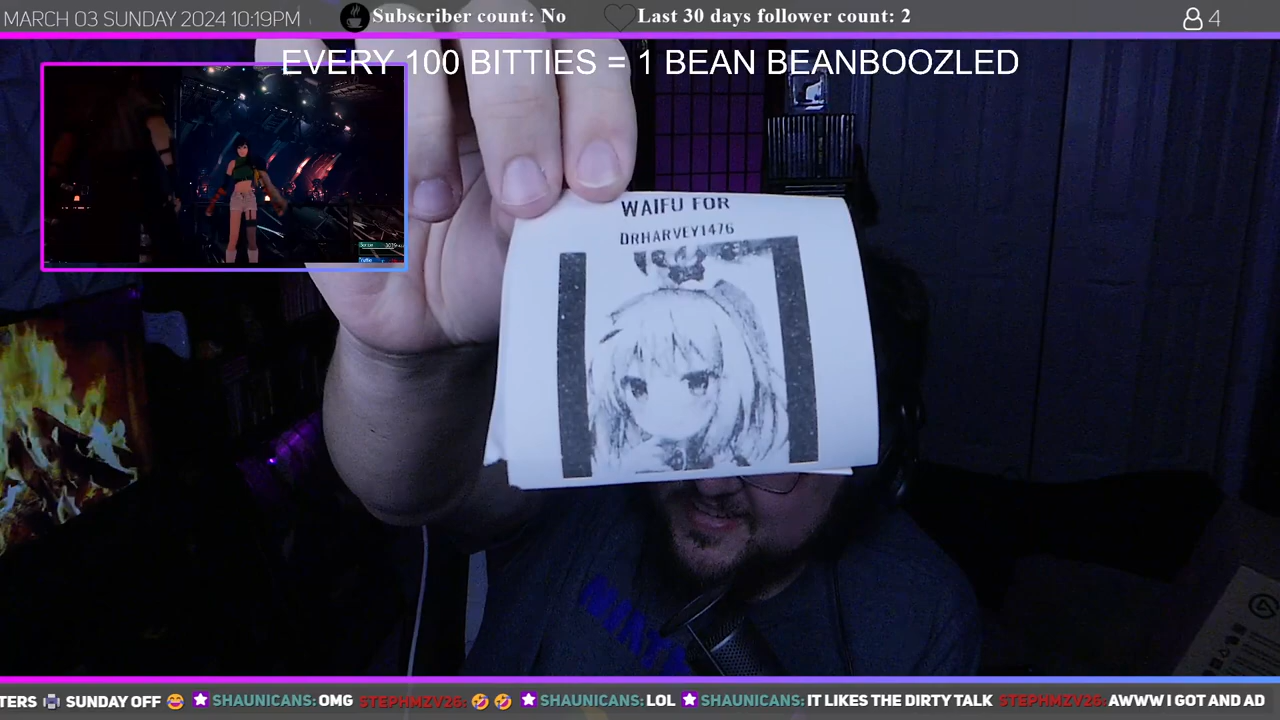 MARCH 03 SUNDAY 2024 10:19PM
Subscriber count: No
Last 30 days follower count: 2
4
EVERY 100 BITTIES = 1 BEAN BEANBOOZLED
WAIFU FOR
DRHARVEY1476
TERS SUNDAY OFF 😂 SHAUNICANS: OMG STEPHMZV26: 🤣🤣 SHAUNICANS: LOL SHAUNICANS: IT LIKES THE DIRTY TALK STEPHMZV26: AWWW I GOT AND AD